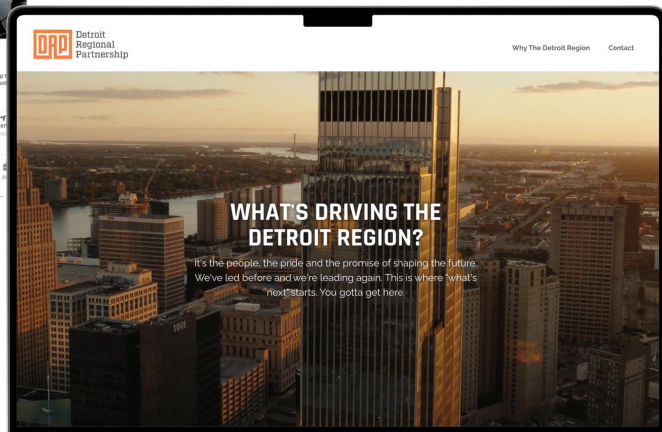 DRP
Detroit
Regional
Partnership
Why The Detroit Region
Contact
WHAT'S DRIVING THE
DETROIT REGION?
It's the people, the pride and the promise of shaping the future.
We've led before and we're leading again. This is where "what's
next" starts. You gotta get here.
1001